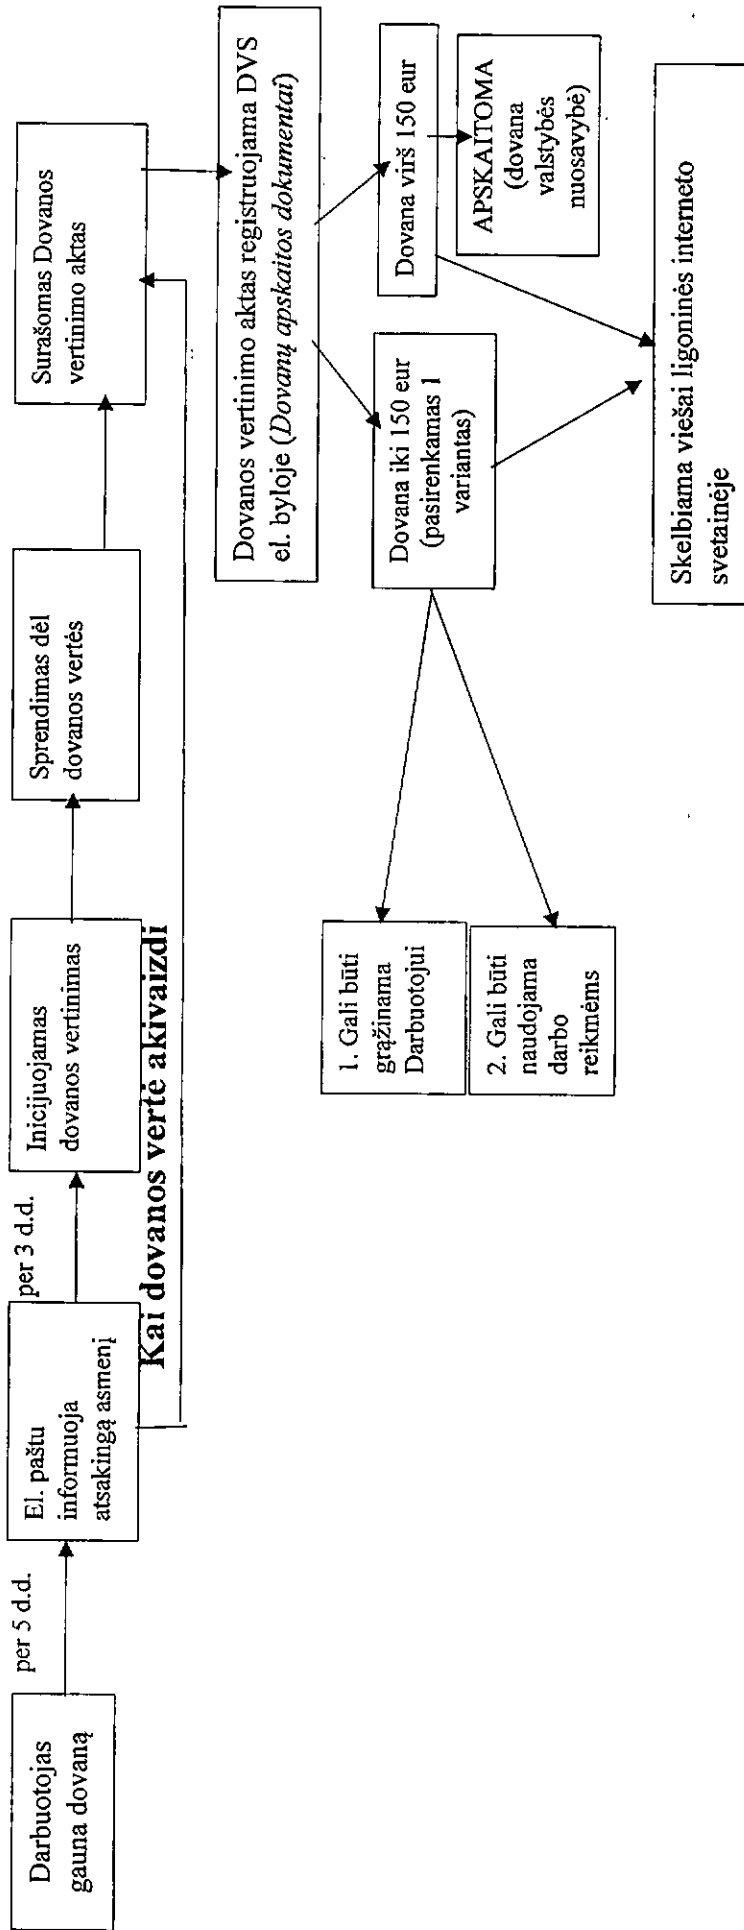 Darbuotojas
gauna dovaną
per 5 d.d.
El. paštu
informuoja
atsakingą asmenį
per 3 d.d.
Inicijuojamas
dovanos vertinimas
Sprendimas dėl
dovanos vertės
Surašomas Dovanos
vertinimo aktas
Kai dovanos vertė akivaizdi
Dovanos vertinimo aktas registruojama DVS
el. byloje (Dovanų apskaitos dokumentai)
Dovana iki 150 eur
(pasirenkamas 1
variantas)
Dovana virš 150 eur
APSKAITOMA
(dovana
valstybės
nuosavybė)
1. Gali būti
grąžinama
Darbuotojui
2. Gali būti
naudojama
darbo
reikmėms
Skelbiama viešai ligoninės interneto
svetainėje